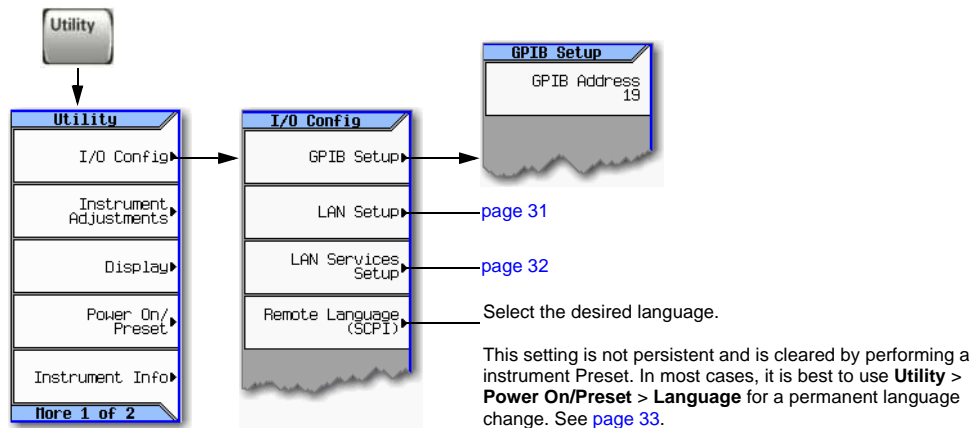 Utility
Utility
I/O Config
Instrument
Adjustments
Display
Power On/
Preset
Instrument Info
More 1 of 2
I/O Config
GPIB Setup
LAN Setup
LAN Services
Setup
Remote Language
(SCPI)
GPIB Setup
GPIB Address
19
page 31
page 32
Select the desired language.
This setting is not persistent and is cleared by performing a
instrument Preset. In most cases, it is best to use Utility >
Power On/Preset > Language for a permanent language
change. See page 33.